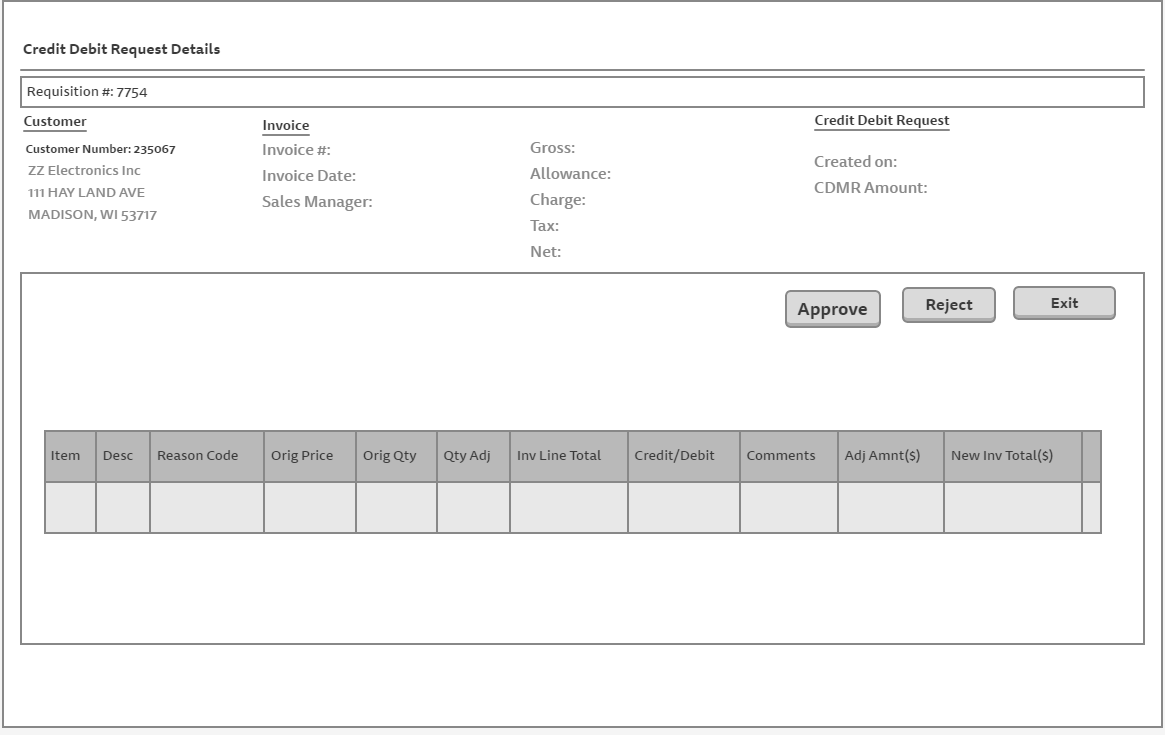 Credit Debit Request Details
Requisition #: 7754
Customer
Customer Number: 235067
ZZ Electronics Inc
111 HAY LAND AVE
MADISON, WI 53717
Invoice
Invoice #:
Invoice Date:
Sales Manager:
Gross:
Allowance:
Charge:
Tax:
Net:
Credit Debit Request
Created on:
CDMR Amount:
Approve Reject Exit
Item Desc Reason Code Orig Price Orig Qty Qty Adj Inv Line Total Credit/Debit Comments Adj Amnt($) New Inv Total($)